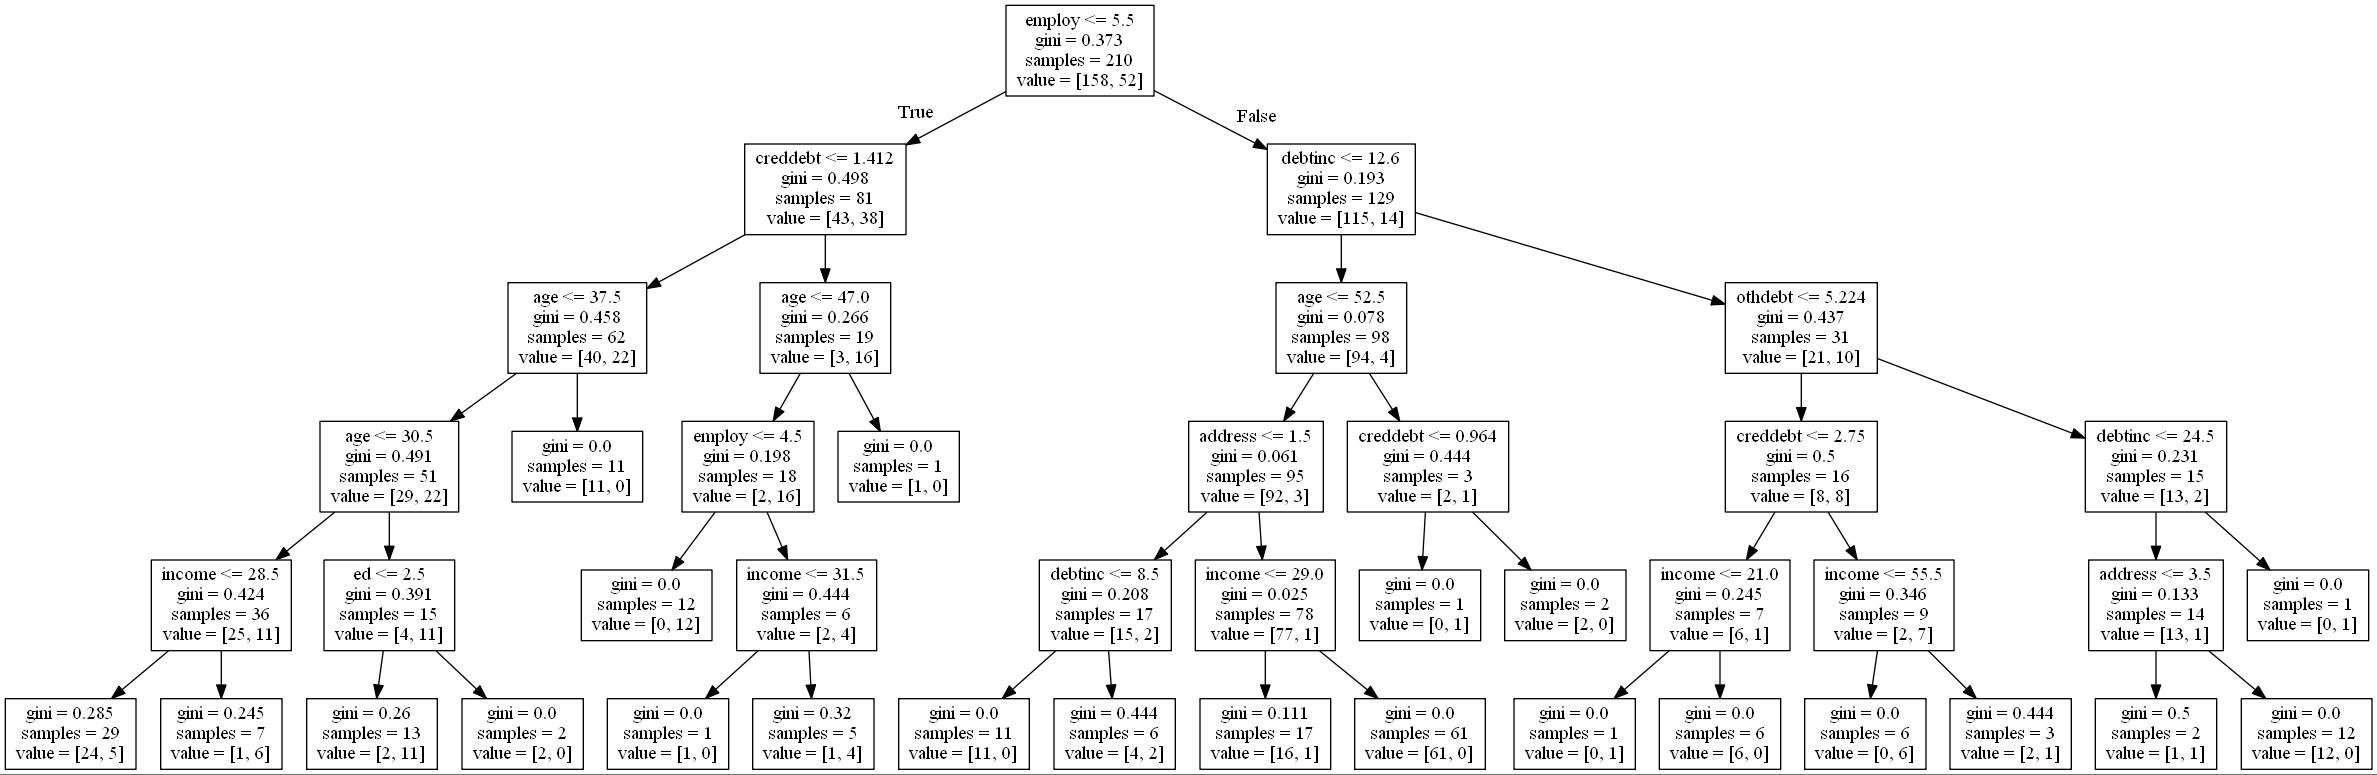 employ <= 5.5
gini = 0.373
samples = 210
value = [158, 52]
True
False
creddebt <= 1.412
gini = 0.498
samples = 81
value = [43, 38]
debtinc <= 12.6
gini = 0.193
samples = 129
value = [115, 14]
age <= 37.5
gini = 0.458
samples = 62
value = [40, 22]
age <= 47.0
gini = 0.266
samples = 19
value = [3, 16]
age <= 52.5
gini = 0.078
samples = 98
value = [94, 4]
othdebt <= 5.224
gini = 0.437
samples = 31
value = [21, 10]
age <= 30.5
gini = 0.491
samples = 51
value = [29, 22]
gini = 0.0
samples = 11
value = [11, 0]
employ <= 4.5
gini = 0.198
samples = 18
value = [2, 16]
gini = 0.0
samples = 1
value = [1, 0]
address <= 1.5
gini = 0.061
samples = 95
value = [92, 3]
creddebt <= 0.964
gini = 0.444
samples = 3
value = [2, 1]
creddebt <= 2.75
gini = 0.5
samples = 16
value = [8, 8]
debtinc <= 24.5
gini = 0.231
samples = 15
value = [13, 2]
income <= 28.5
gini = 0.424
samples = 36
value = [25, 11]
ed <= 2.5
gini = 0.391
samples = 15
value = [4, 11]
gini = 0.0
samples = 12
value = [0, 12]
income <= 31.5
gini = 0.444
samples = 6
value = [2, 4]
debtinc <= 8.5
gini = 0.208
samples = 17
value = [15, 2]
income <= 29.0
gini = 0.025
samples = 78
value = [77, 1]
gini = 0.0
samples = 1
value = [0, 1]
gini = 0.0
samples = 2
value = [2, 0]
income <= 21.0
gini = 0.245
samples = 7
value = [6, 1]
income <= 55.5
gini = 0.346
samples = 9
value = [2, 7]
address <= 3.5
gini = 0.133
samples = 14
value = [13, 1]
gini = 0.0
samples = 1
value = [0, 1]
gini = 0.285
samples = 29
value = [24, 5]
gini = 0.245
samples = 7
value = [1, 6]
gini = 0.26
samples = 13
value = [2, 11]
gini = 0.0
samples = 2
value = [2, 0]
gini = 0.0
samples = 1
value = [1, 0]
gini = 0.32
samples = 5
value = [1, 4]
gini = 0.0
samples = 11
value = [11, 0]
gini = 0.444
samples = 6
value = [4, 2]
gini = 0.111
samples = 17
value = [16, 1]
gini = 0.0
samples = 61
value = [61, 0]
gini = 0.0
samples = 1
value = [0, 1]
gini = 0.0
samples = 6
value = [6, 0]
gini = 0.0
samples = 6
value = [0, 6]
gini = 0.444
samples = 3
value = [2, 1]
gini = 0.5
samples = 2
value = [1, 1]
gini = 0.0
samples = 12
value = [12, 0]